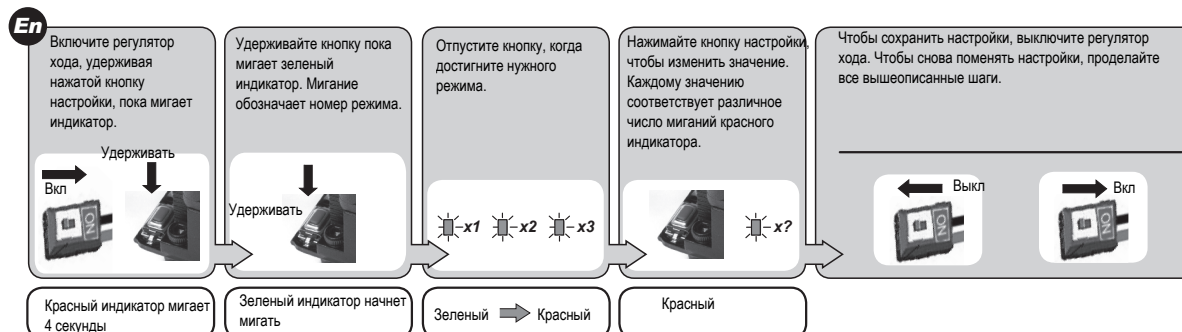 En
Включите регулятор
хода, удерживая
нажатой кнопку
настройки, пока мигает
индикатор.
Удерживать
Вкл
ON
Красный индикатор мигает
4 секунды
Удерживайте кнопку пока
мигает зеленый
индикатор. Мигание
обозначает номер режима.
Удерживать
Зеленый индикатор начнет
мигать
Отпустите кнопку, когда
достигните нужного
режима.
-x1 -x2 -x3
Зеленый Красный
Нажимайте кнопку настройки,
чтобы изменить значение.
Каждому значению
соответствует различное
число миганий красного
индикатора.
-x?
Красный
Чтобы сохранить настройки, выключите регулятор
хода. Чтобы снова поменять настройки, проделайте
все вышеописанные шаги.
Выкл
ON
Вкл
ON